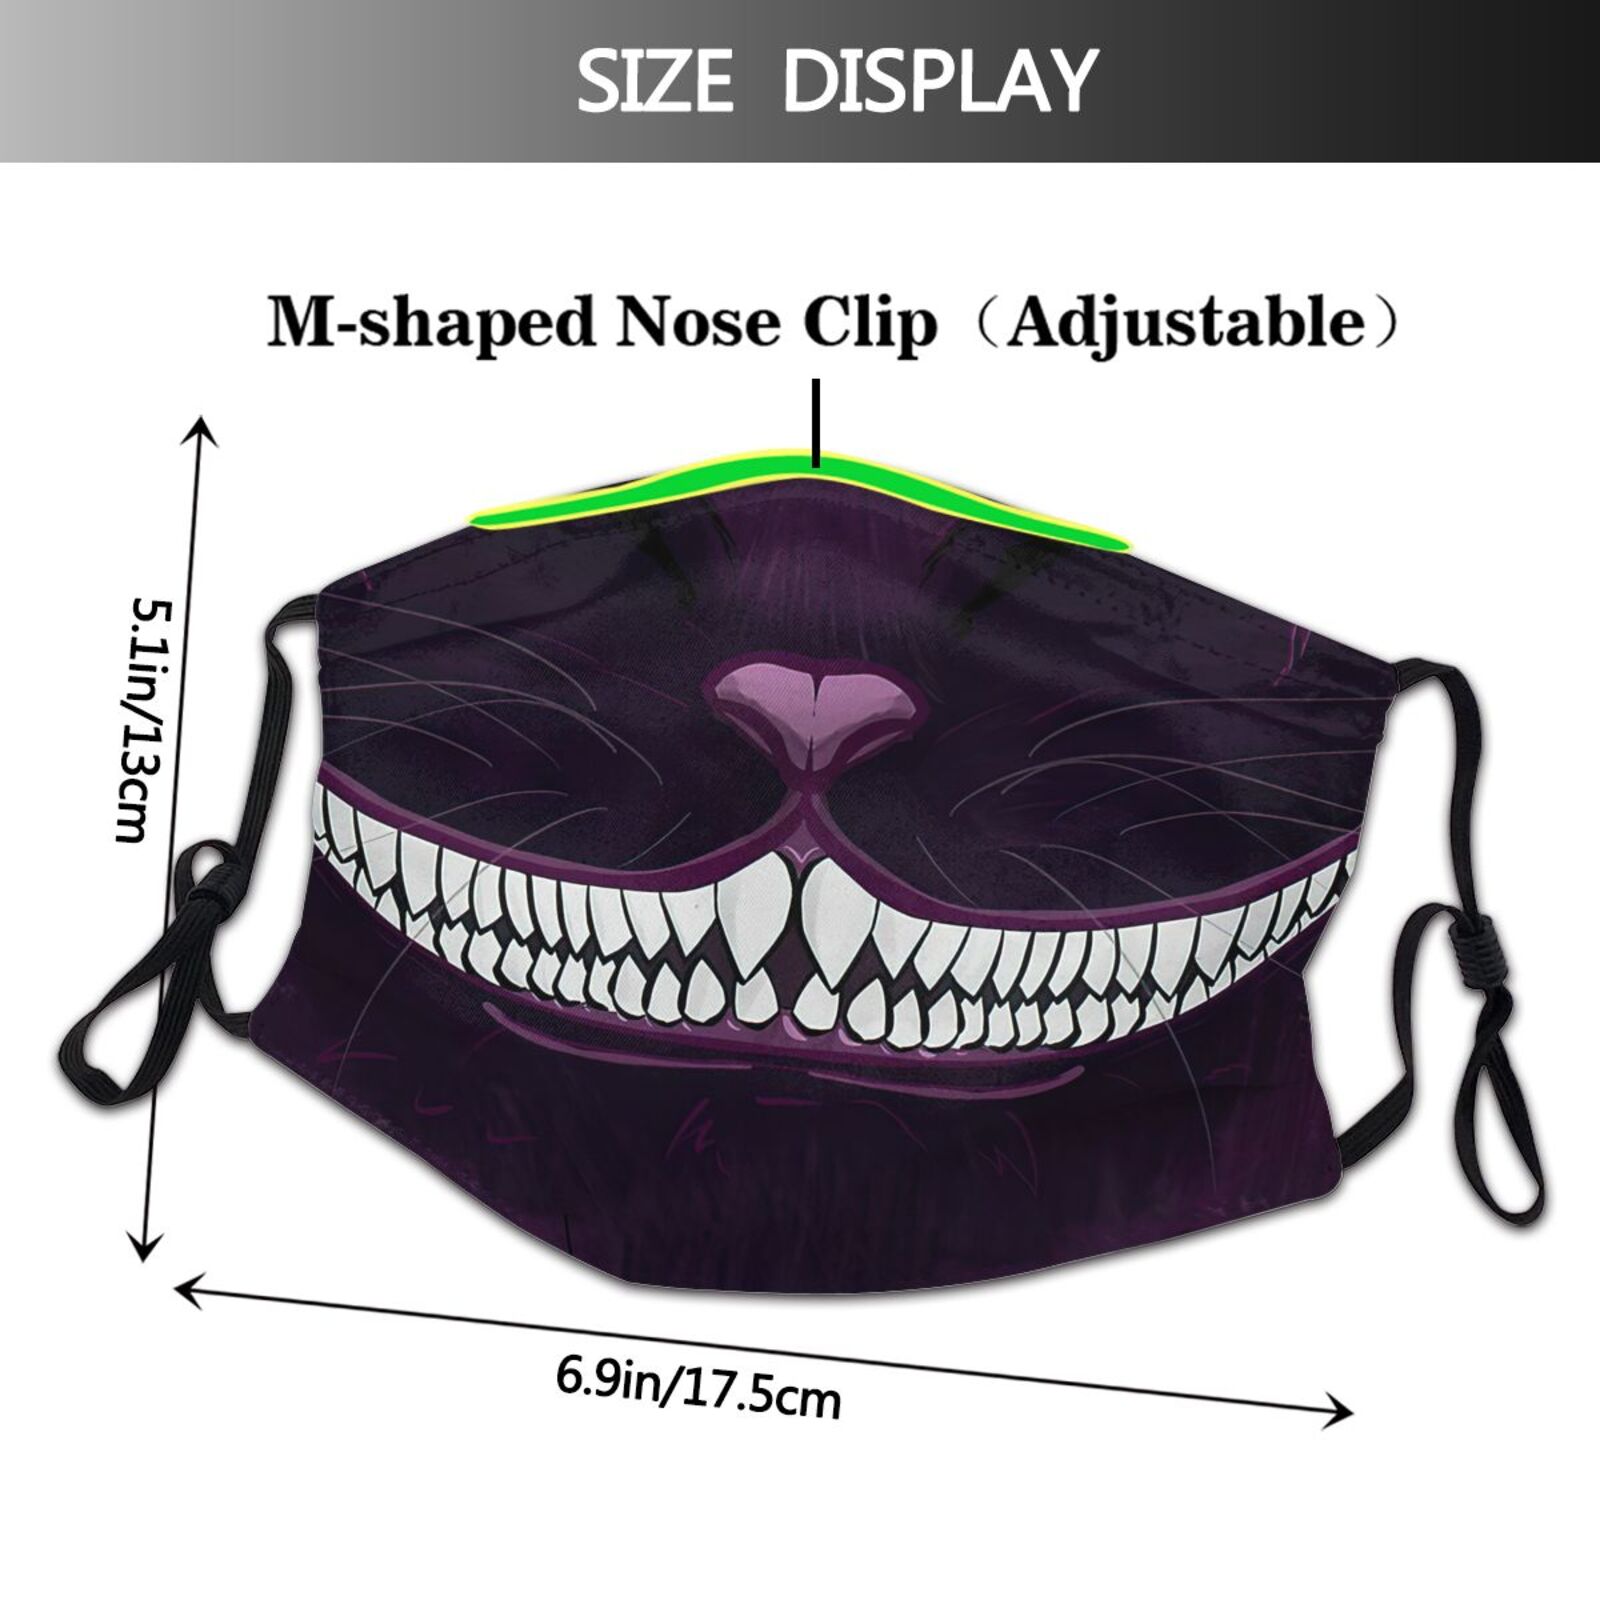 SIZE DISPLAY
M-shaped Nose Clip（Adjustable）
5.1in/13cm
6.9in/17.5cm